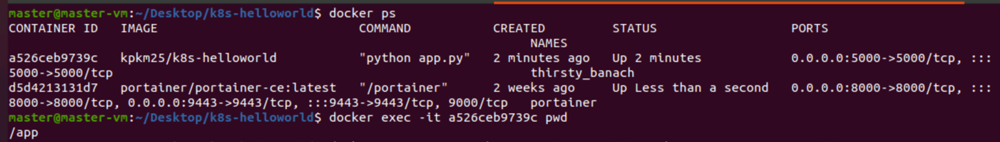 master@master-vm:~/Desktop/k8s-helloworld$ docker ps
CONTAINER ID   IMAGE                           COMMAND           CREATED         STATUS                  PORTS
                                                                      NAMES
a526ceb9739c   kpkm25/k8s-helloworld           "python app.py"   2 minutes ago   Up 2 minutes            0.0.0.0:5000->5000/tcp, :::
5000->5000/tcp                                                        thirsty_banach
d5d4213131d7   portainer/portainer-ce:latest   "/portainer"      2 weeks ago     Up Less than a second   0.0.0.0:8000->8000/tcp, :::
8000->8000/tcp, 0.0.0.0:9443->9443/tcp, :::9443->9443/tcp, 9000/tcp   portainer
master@master-vm:~/Desktop/k8s-helloworld$ docker exec -it a526ceb9739c pwd
/app